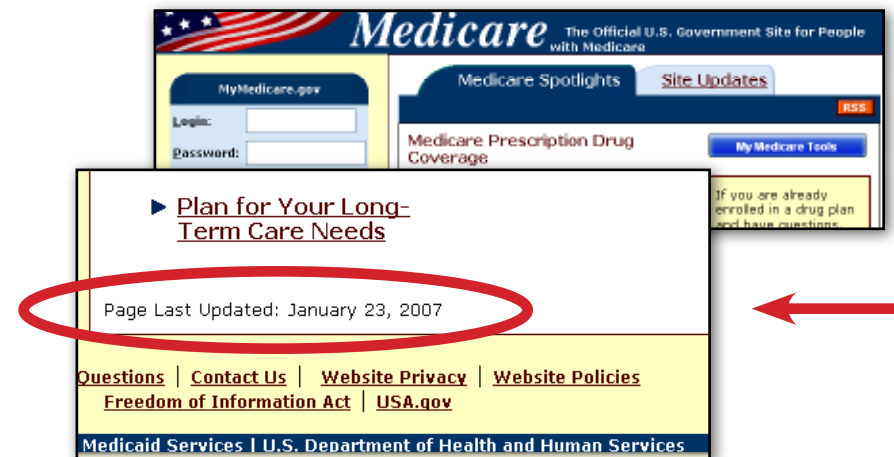 Medicare The Official U.S. Government Site for People
with Medicare
MyMedicare.gov
Login:
Password:
Medicare Spotlights Site Updates
RSS
Medicare Prescription Drug
Coverage
My Medicare Tools
If you are already
enrolled in a drug plan
and have questions,
Plan for Your Long-
Term Care Needs
Page Last Updated: January 23, 2007
Questions | Contact Us | Website Privacy | Website Policies
Freedom of Information Act | USA.gov
Medicaid Services | U.S. Department of Health and Human Services